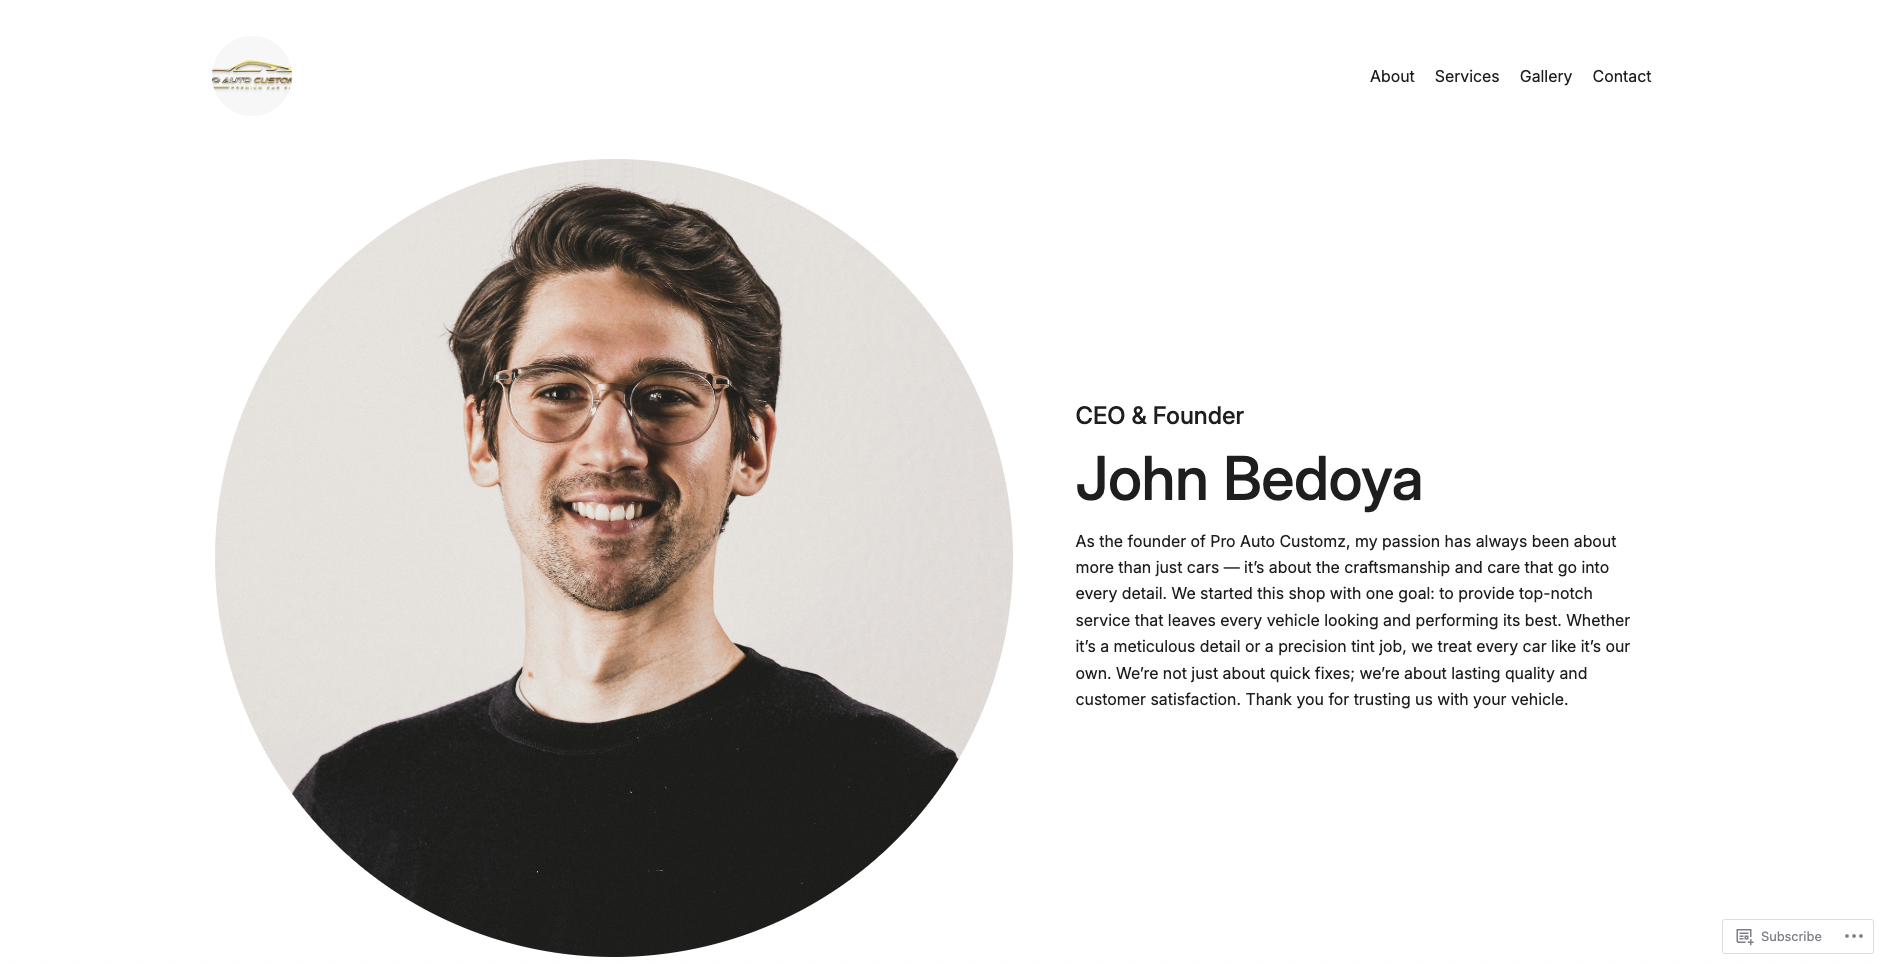 AUTO CUSTOM
About Services Gallery Contact
CEO & Founder
John Bedoya
As the founder of Pro Auto Customz, my passion has always been about
more than just cars — it’s about the craftsmanship and care that go into
every detail. We started this shop with one goal: to provide top-notch
service that leaves every vehicle looking and performing its best. Whether
it’s a meticulous detail or a precision tint job, we treat every car like it’s our
own. We’re not just about quick fixes; we’re about lasting quality and
customer satisfaction. Thank you for trusting us with your vehicle.
Subscribe